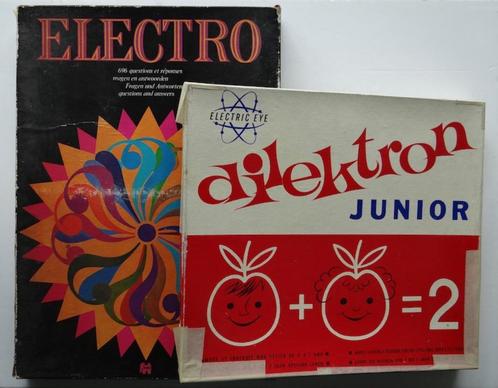 ELECTRO
696 questions et réponses
vragen en antwoorden
Fragen und Antworten
questions and answers
ELECTRIC EYE
dilektron
JUNIOR
+ = 2